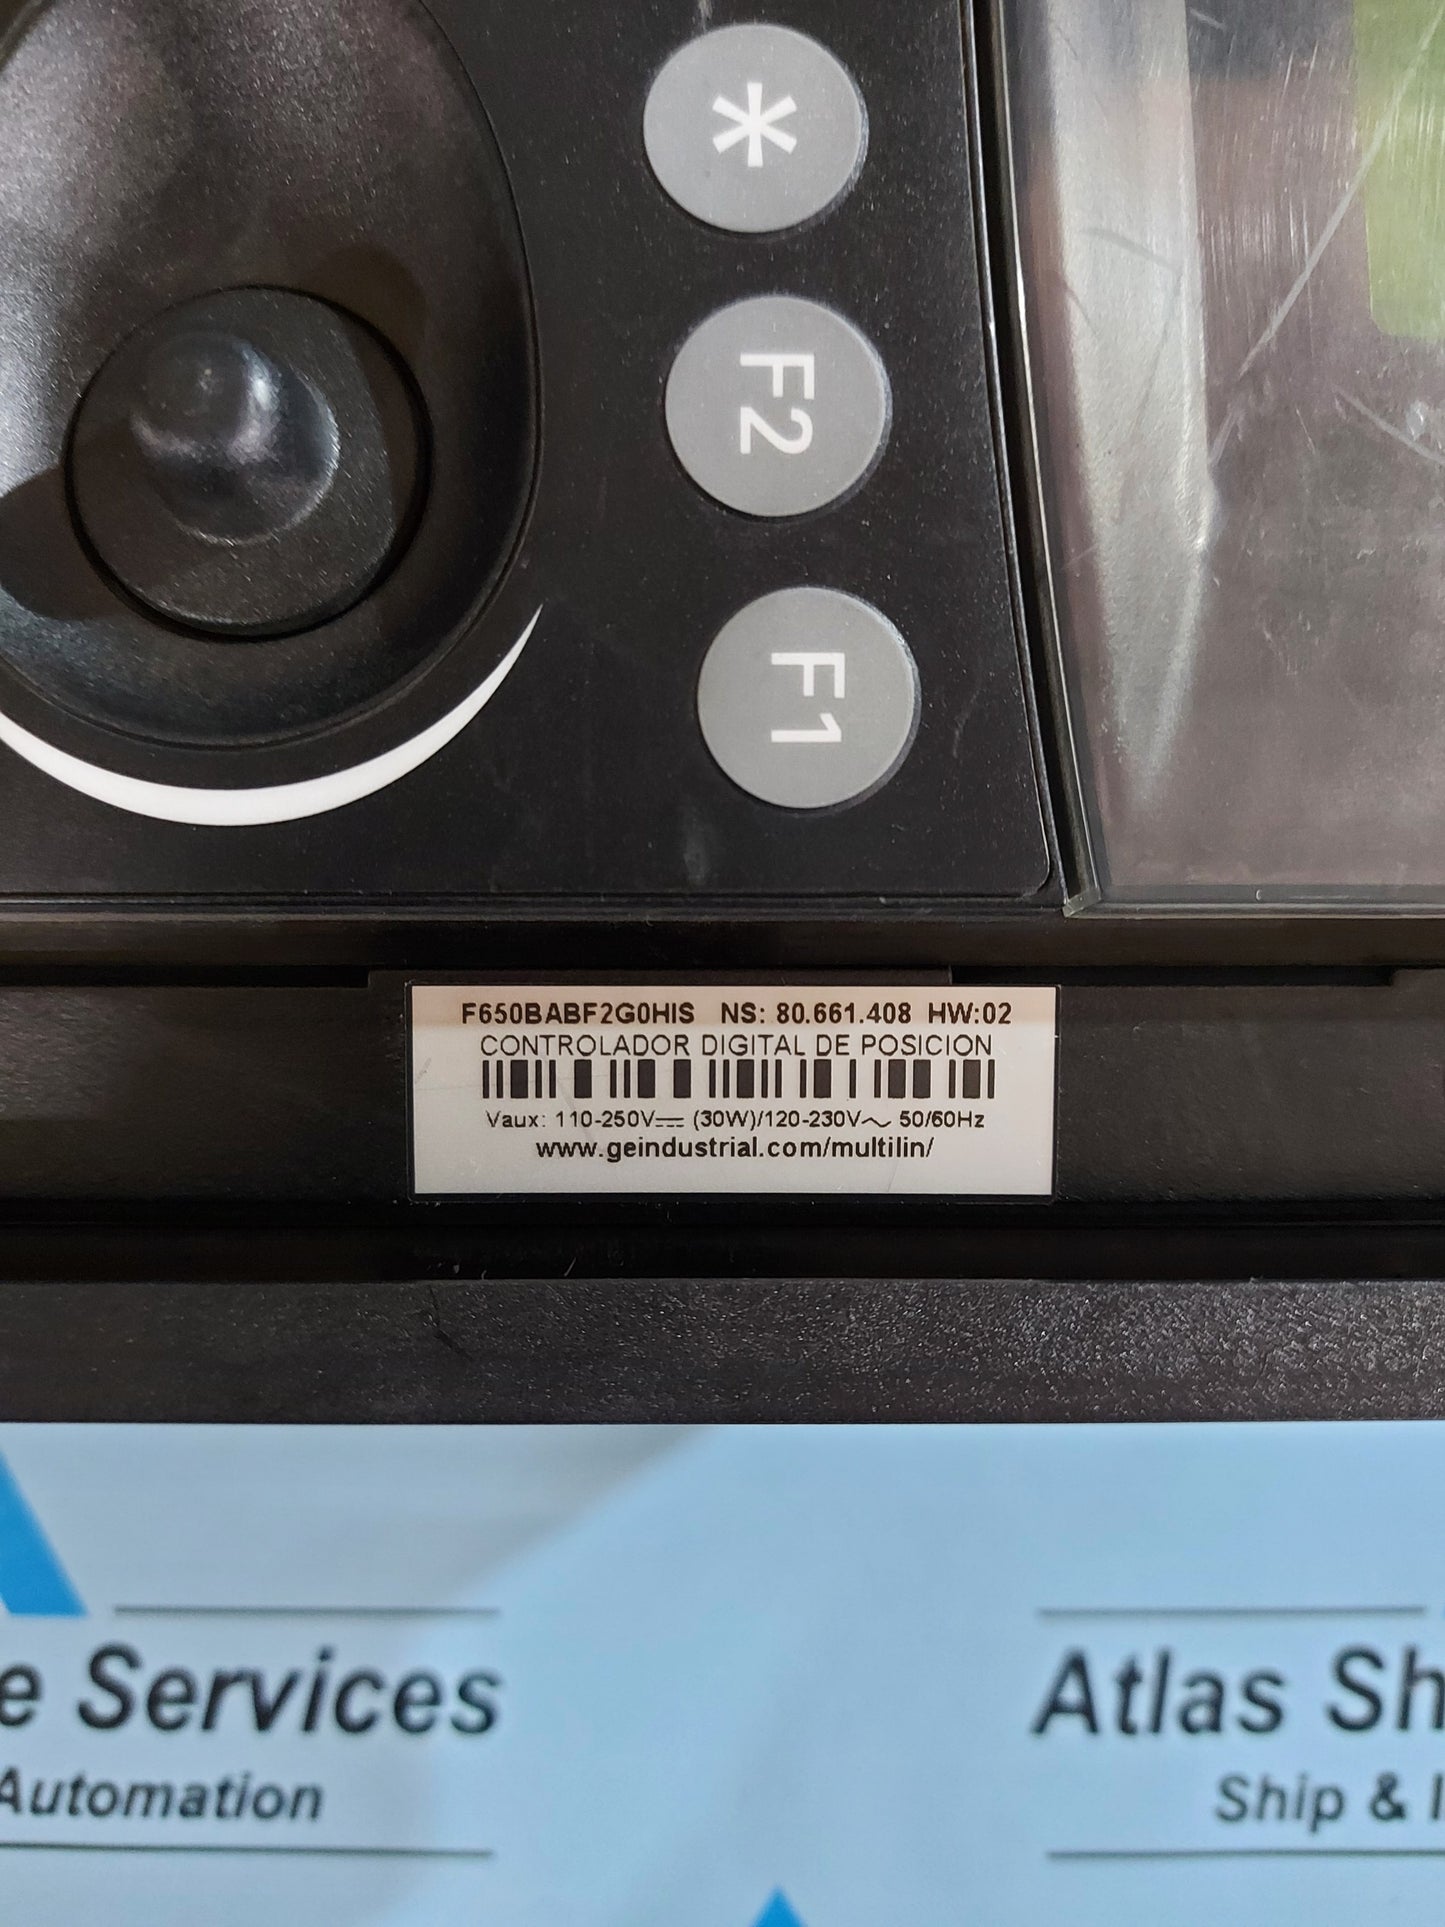 *
F2
F1
F650BABF2G0HIS NS: 80.661.408 HW:02
CONTROLADOR DIGITAL DE POSICION
Vaux: 110-250V⎓ (30W)/120-230V∼ 50/60Hz
www.geindustrial.com/multilin/
Services
Automation
Atlas
Ship &